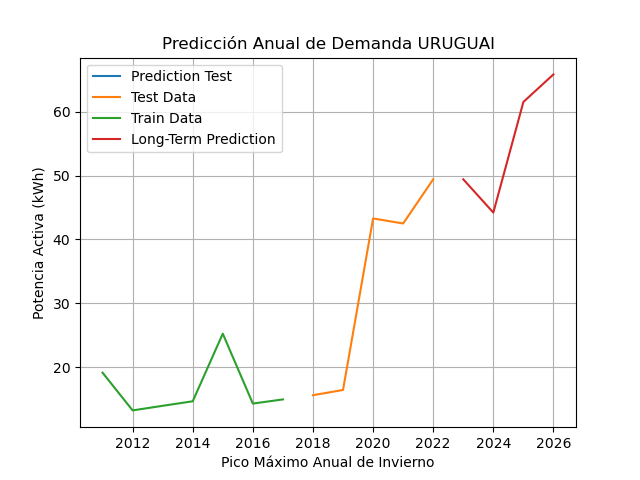 Predicción Anual de Demanda URUGUAI
Prediction Test
Test Data
Train Data
Long-Term Prediction
Potencia Activa (kWh)
60
50
40
30
20
2012 2014 2016 2018 2020 2022 2024 2026
Pico Máximo Anual de Invierno